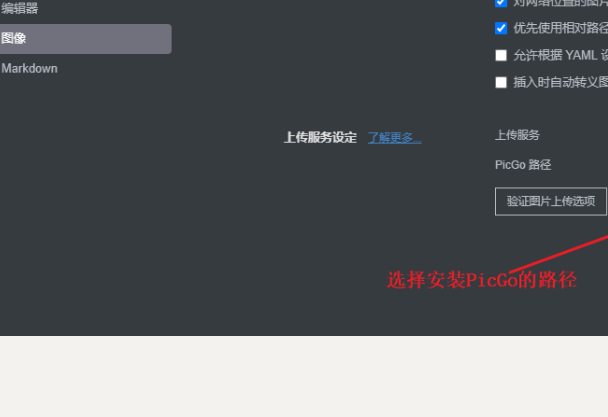 编辑器
对网络位置的图片
图像
优先使用相对路径
Markdown
允许根据 YAML 设
插入时自动转义图
上传服务设定 了解更多...
上传服务
PicGo 路径
验证图片上传选项
选择安装PicGo的路径